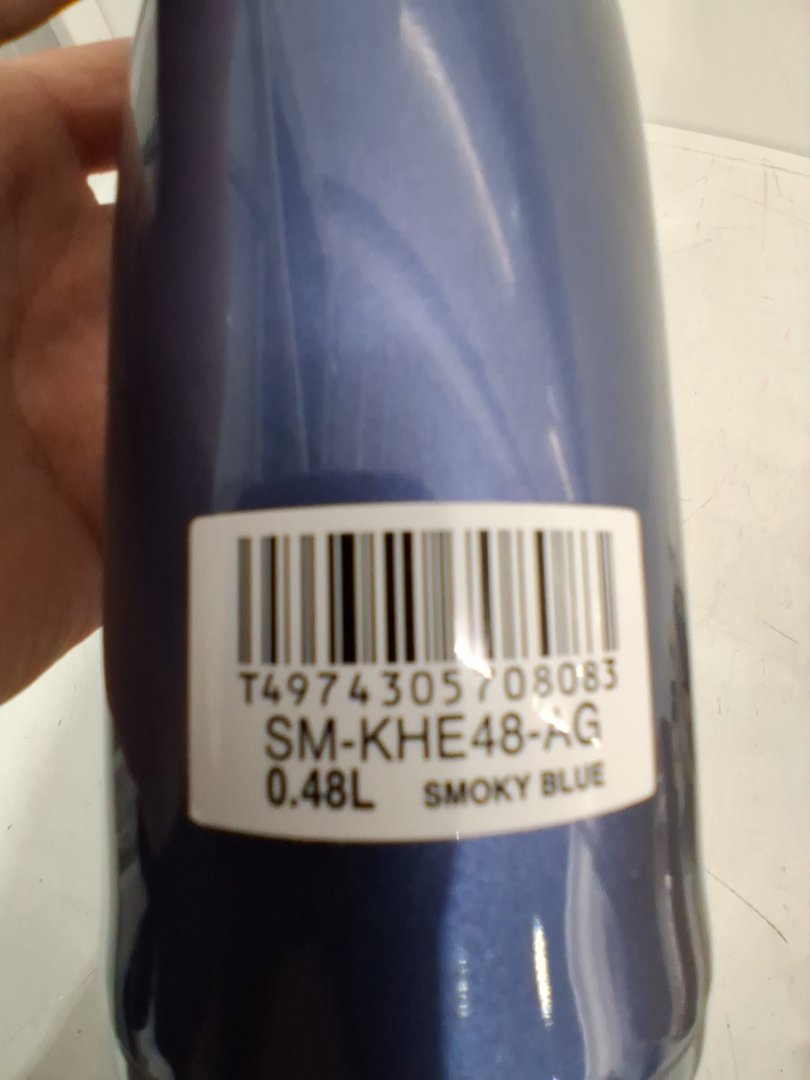 T4974305708083
SM-KHE48-AG
0.48L SMOKY BLUE